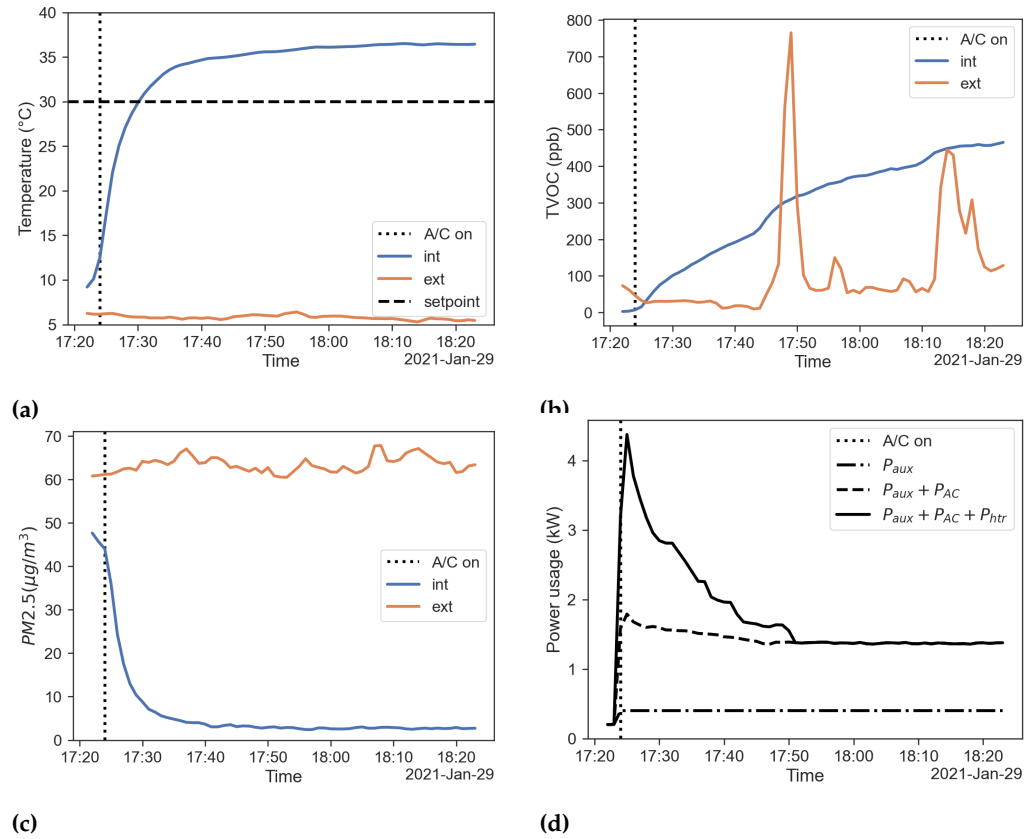 40
35
30
25
20
15
10
5
Temperature (°C)
A/C on
int
ext
setpoint
17:20 17:30 17:40 17:50 18:00 18:10 18:20
Time
2021-Jan-29
(a)
800
700
600
500
400
300
200
100
0
TVOC (ppb)
A/C on
int
ext
17:20 17:30 17:40 17:50 18:00 18:10 18:20
Time
2021-Jan-29
(b)
70
60
50
40
30
20
10
0
PM2.5(μg/m³)
A/C on
int
ext
17:20 17:30 17:40 17:50 18:00 18:10 18:20
Time
2021-Jan-29
(c)
4
3
2
1
0
Power usage (kW)
A/C on
P_aux
P_aux + P_AC
P_aux + P_AC + P_htr
17:20 17:30 17:40 17:50 18:00 18:10 18:20
Time
2021-Jan-29
(d)